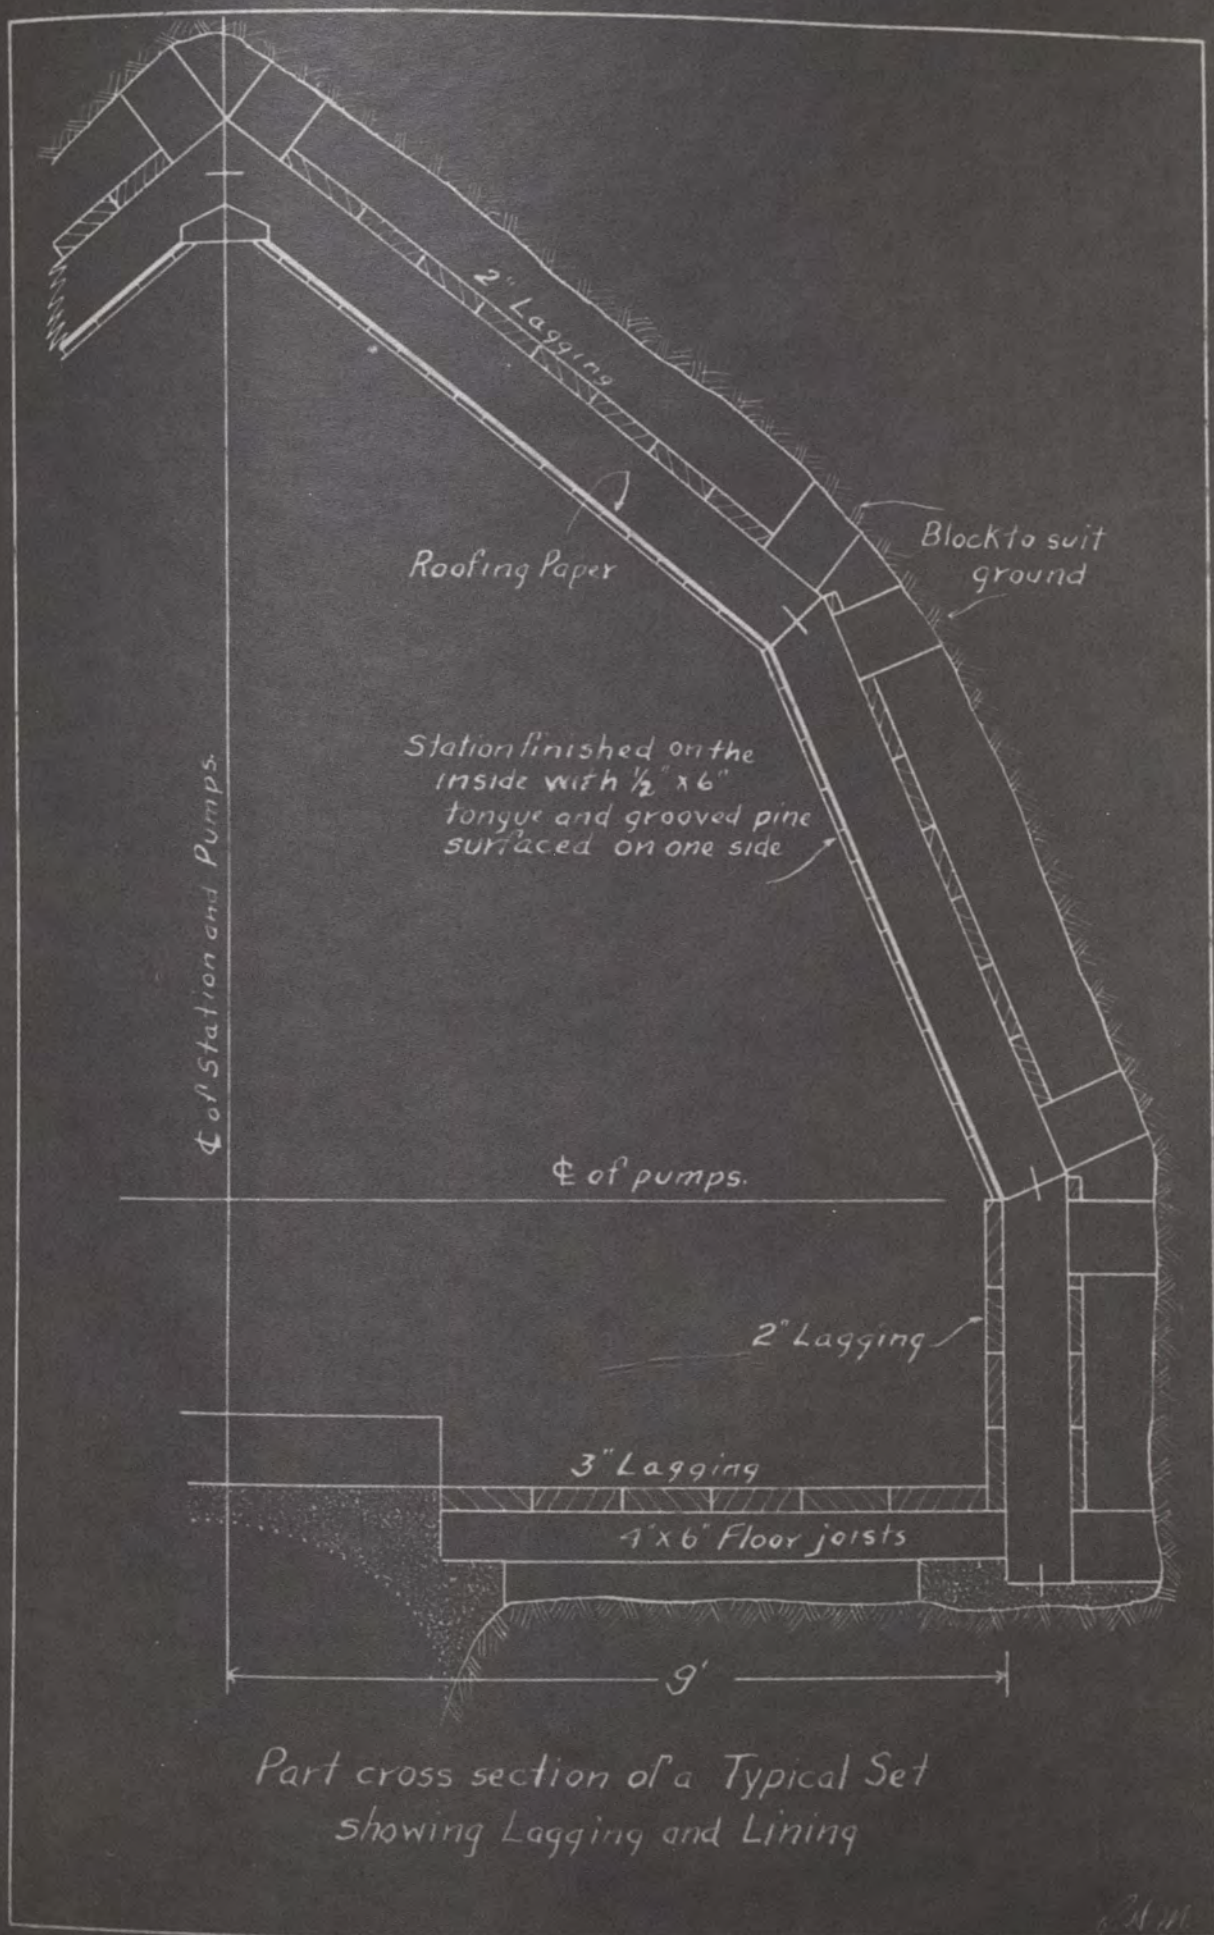 2" Lagging
Roofing Paper
Block to suit
ground
Station finished on the
inside with ½" x 6"
tongue and grooved pine
surfaced on one side
℄ of Station and Pumps.
℄ of pumps.
2" Lagging
3" Lagging
4" x 6" Floor joists
9'
Part cross section of a Typical Set
showing Lagging and Lining